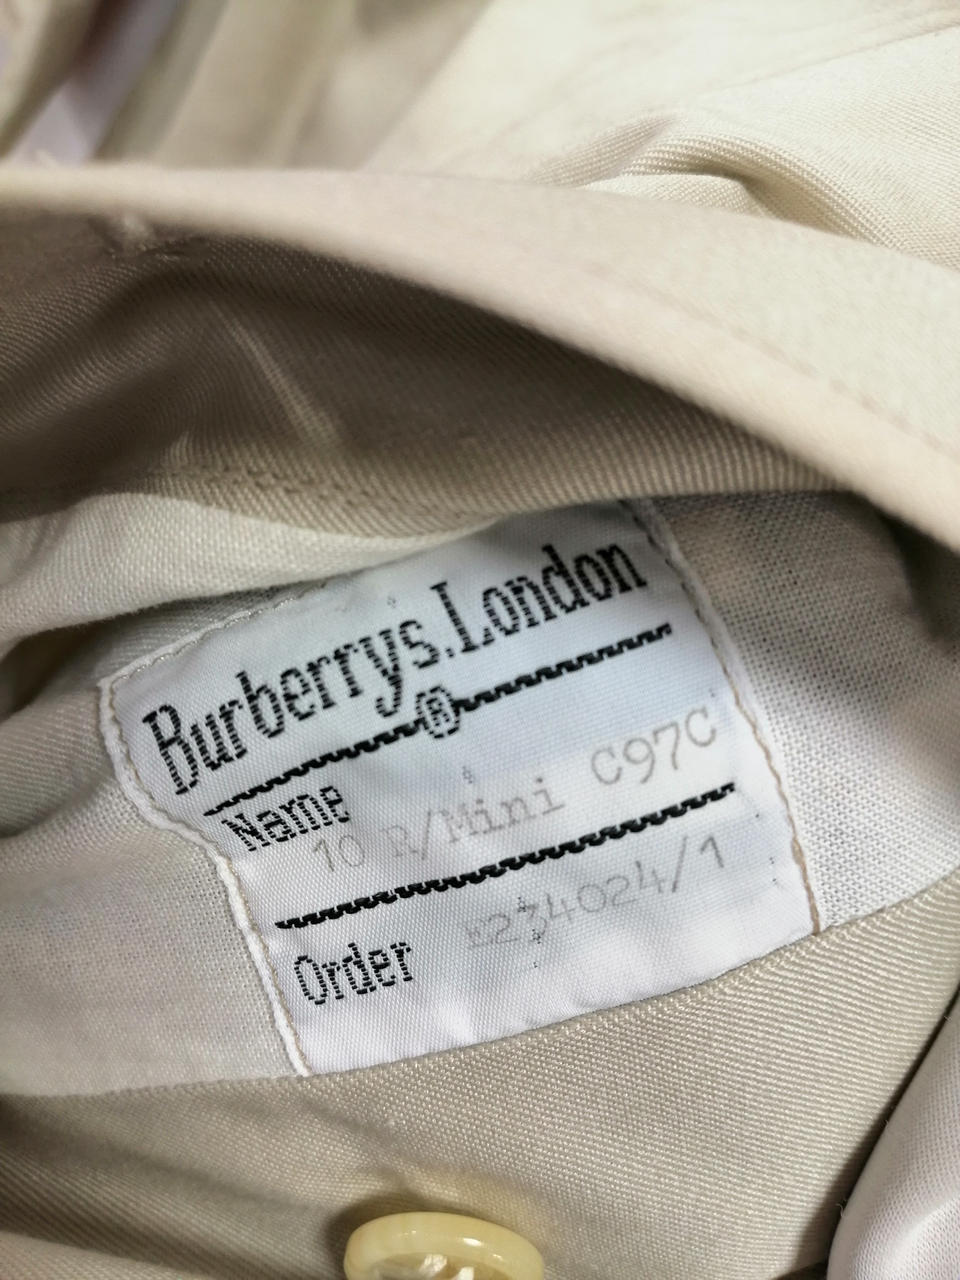 Burberrys. London
®
Name 10 R/Mini C97C
Order E234024/1